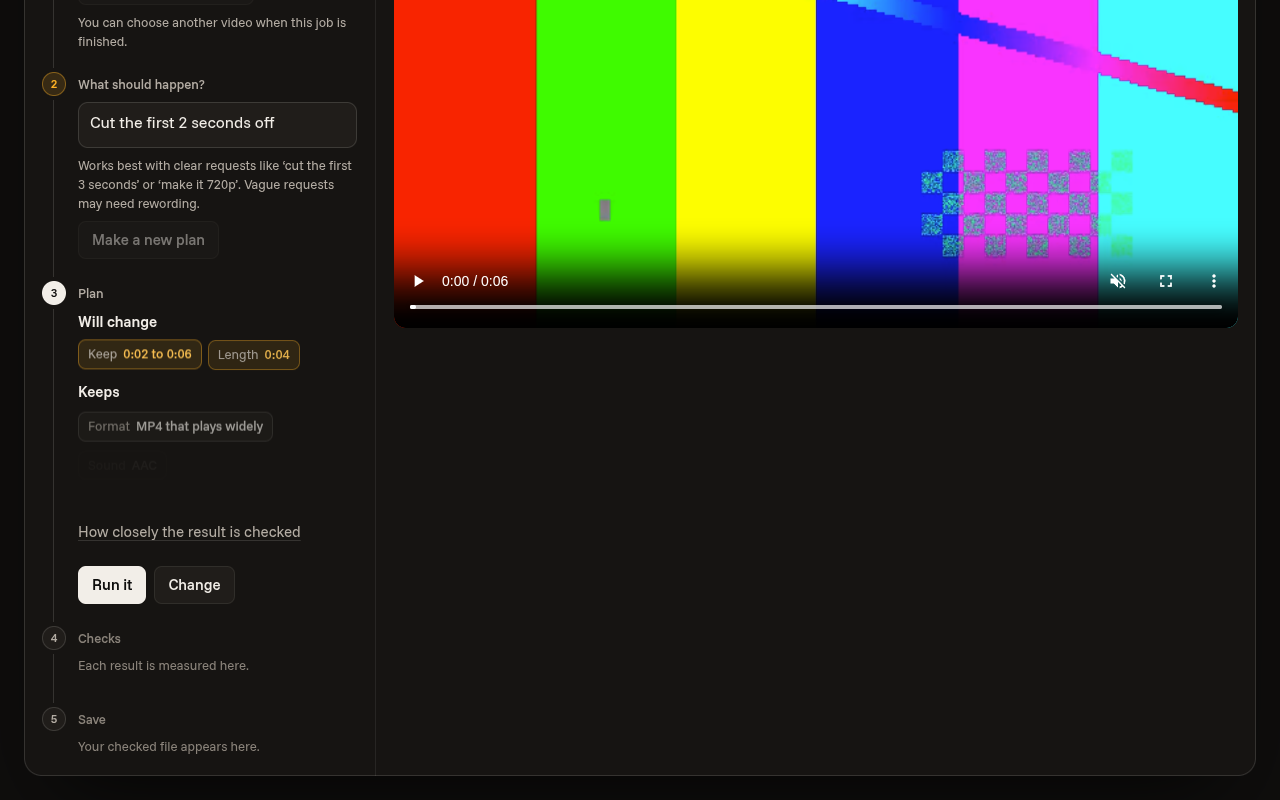 You can choose another video when this job is
finished.
2
What should happen?
Cut the first 2 seconds off
Works best with clear requests like ‘cut the first
3 seconds’ or ‘make it 720p’. Vague requests
may need rewording.
Make a new plan
3
Plan
Will change
Keep 0:02 to 0:06
Length 0:04
Keeps
Format MP4 that plays widely
Sound AAC
How closely the result is checked
Run it
Change
4
Checks
Each result is measured here.
5
Save
Your checked file appears here.
0:00 / 0:06